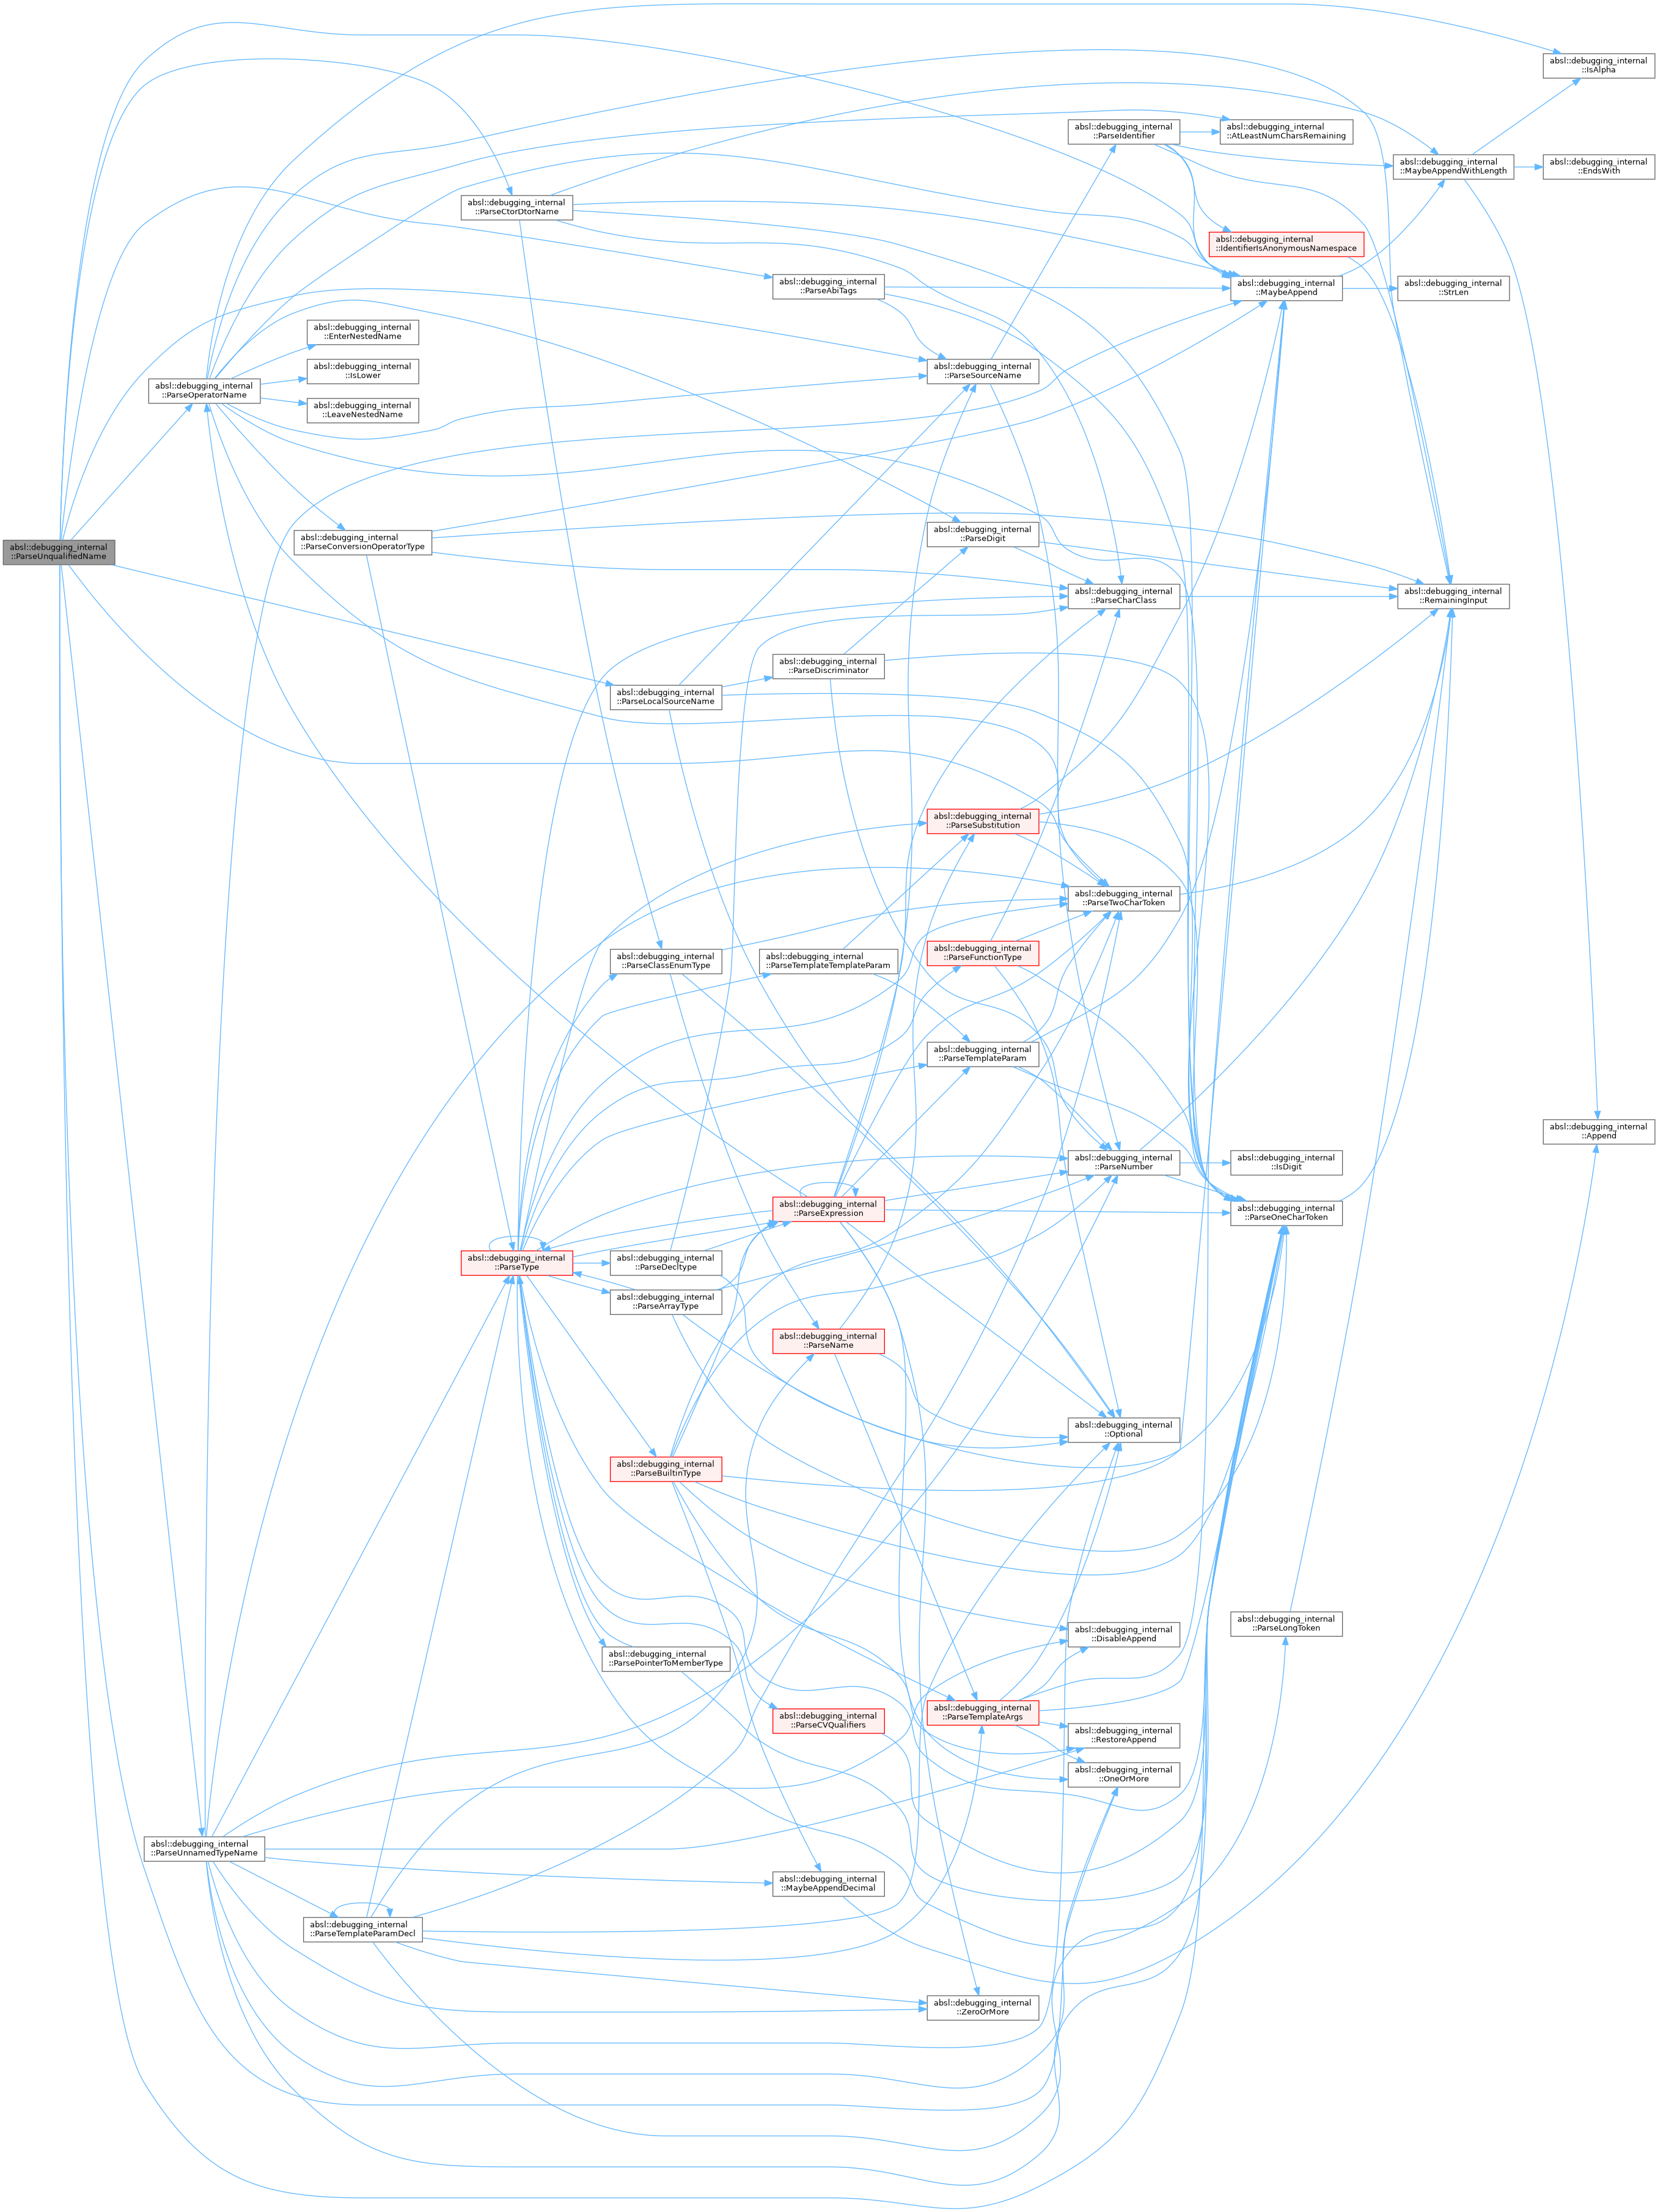 absl::debugging_internal
::ParseUnqualifiedName
absl::debugging_internal
::ParseOperatorName
absl::debugging_internal
::ParseUnnamedTypeName
absl::debugging_internal
::EnterNestedName
absl::debugging_internal
::IsLower
absl::debugging_internal
::LeaveNestedName
absl::debugging_internal
::ParseConversionOperatorType
absl::debugging_internal
::ParseTemplateParamDecl
absl::debugging_internal
::ParseCtorDtorName
absl::debugging_internal
::ParseType
absl::debugging_internal
::ParseLocalSourceName
absl::debugging_internal
::ParseClassEnumType
absl::debugging_internal
::ParseDecltype
absl::debugging_internal
::ParseArrayType
absl::debugging_internal
::ParseBuiltinType
absl::debugging_internal
::ParsePointerToMemberType
absl::debugging_internal
::ParseAbiTags
absl::debugging_internal
::ParseDiscriminator
absl::debugging_internal
::ParseTemplateTemplateParam
absl::debugging_internal
::ParseExpression
absl::debugging_internal
::ParseName
absl::debugging_internal
::ParseCVQualifiers
absl::debugging_internal
::MaybeAppendDecimal
absl::debugging_internal
::ParseSourceName
absl::debugging_internal
::ParseDigit
absl::debugging_internal
::ParseSubstitution
absl::debugging_internal
::ParseFunctionType
absl::debugging_internal
::ParseTemplateParam
absl::debugging_internal
::ParseTemplateArgs
absl::debugging_internal
::ZeroOrMore
absl::debugging_internal
::ParseIdentifier
absl::debugging_internal
::ParseCharClass
absl::debugging_internal
::ParseTwoCharToken
absl::debugging_internal
::ParseNumber
absl::debugging_internal
::Optional
absl::debugging_internal
::DisableAppend
absl::debugging_internal
::RestoreAppend
absl::debugging_internal
::OneOrMore
absl::debugging_internal
::AtLeastNumCharsRemaining
absl::debugging_internal
::IdentifierIsAnonymousNamespace
absl::debugging_internal
::MaybeAppend
absl::debugging_internal
::IsDigit
absl::debugging_internal
::ParseOneCharToken
absl::debugging_internal
::ParseLongToken
absl::debugging_internal
::MaybeAppendWithLength
absl::debugging_internal
::StrLen
absl::debugging_internal
::RemainingInput
absl::debugging_internal
::IsAlpha
absl::debugging_internal
::EndsWith
absl::debugging_internal
::Append